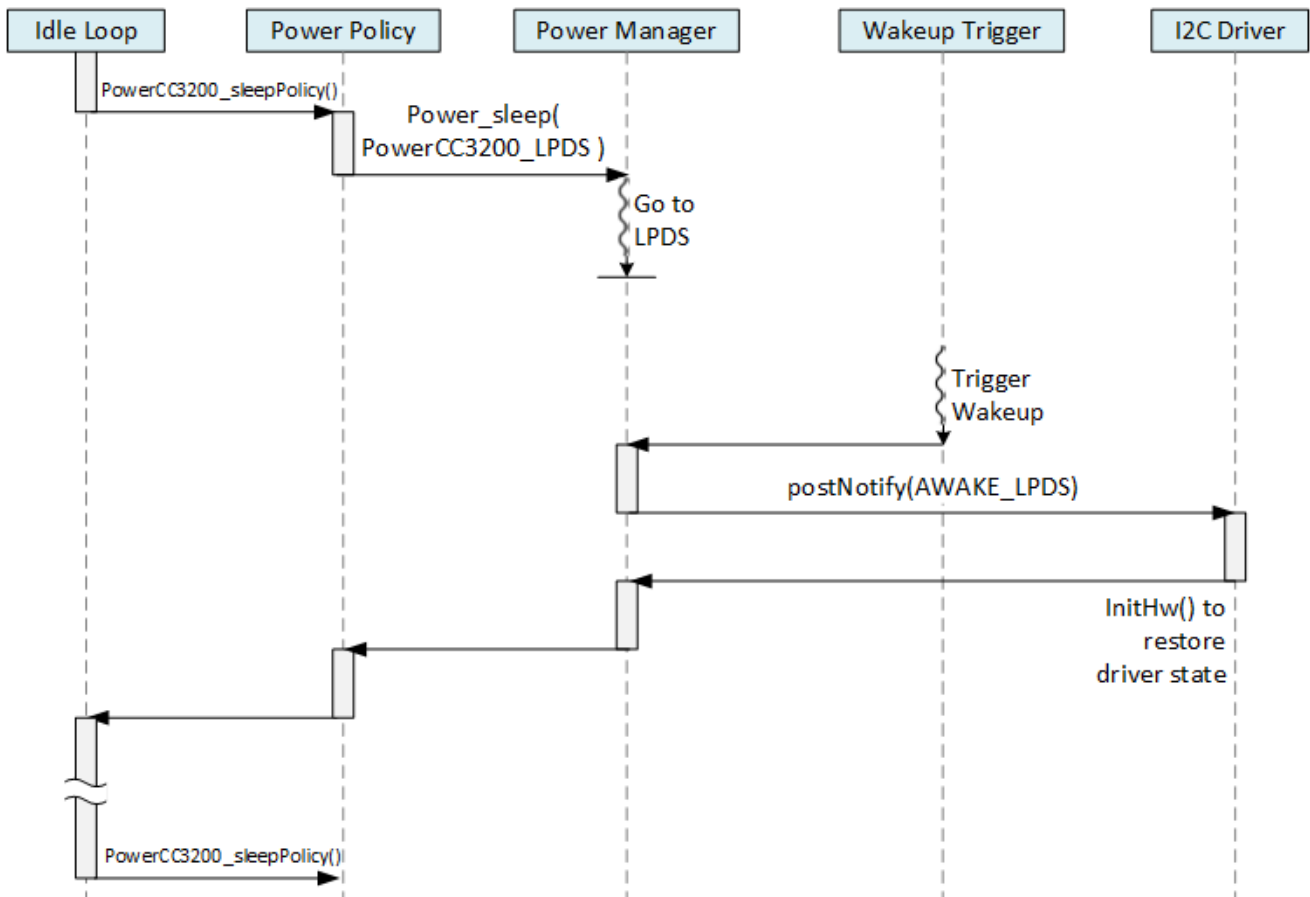 Idle Loop
Power Policy
Power Manager
Wakeup Trigger
I2C Driver
PowerCC3200_sleepPolicy()
Power_sleep(
PowerCC3200_LPDS )
Go to
LPDS
Trigger
Wakeup
postNotify(AWAKE_LPDS)
InitHw() to
restore
driver state
PowerCC3200_sleepPolicy()